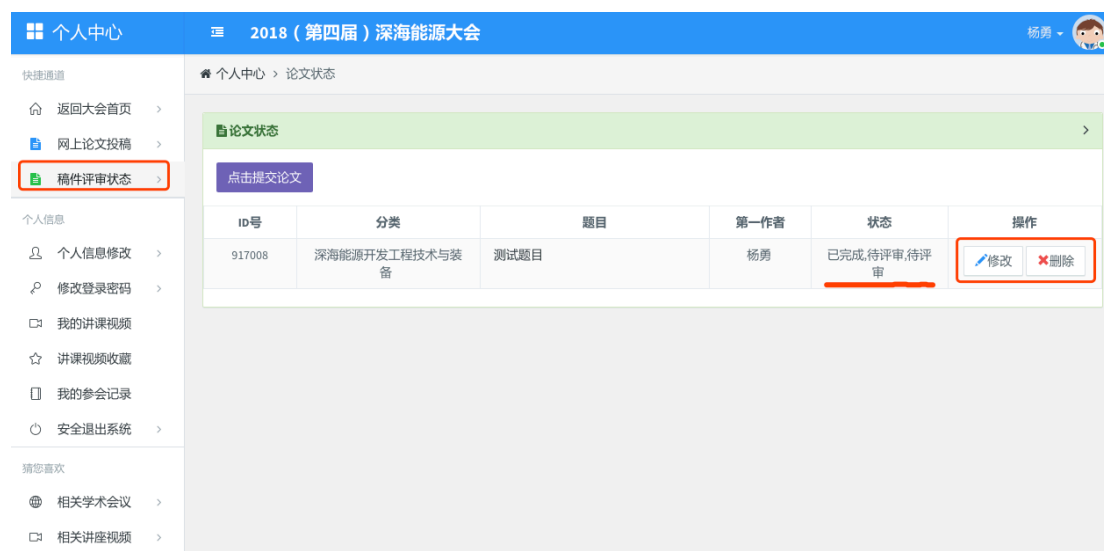 个人中心
2018（第四届）深海能源大会
杨勇
快捷通道
个人中心 > 论文状态
返回大会首页
网上论文投稿
稿件评审状态
个人信息
个人信息修改
修改登录密码
我的讲课视频
讲课视频收藏
我的参会记录
安全退出系统
猜您喜欢
相关学术会议
相关讲座视频
论文状态
点击提交论文
ID号 分类 题目 第一作者 状态 操作
917008 深海能源开发工程技术与装 测试题目 杨勇 已完成,待评审,待评 修改 删除
备 审